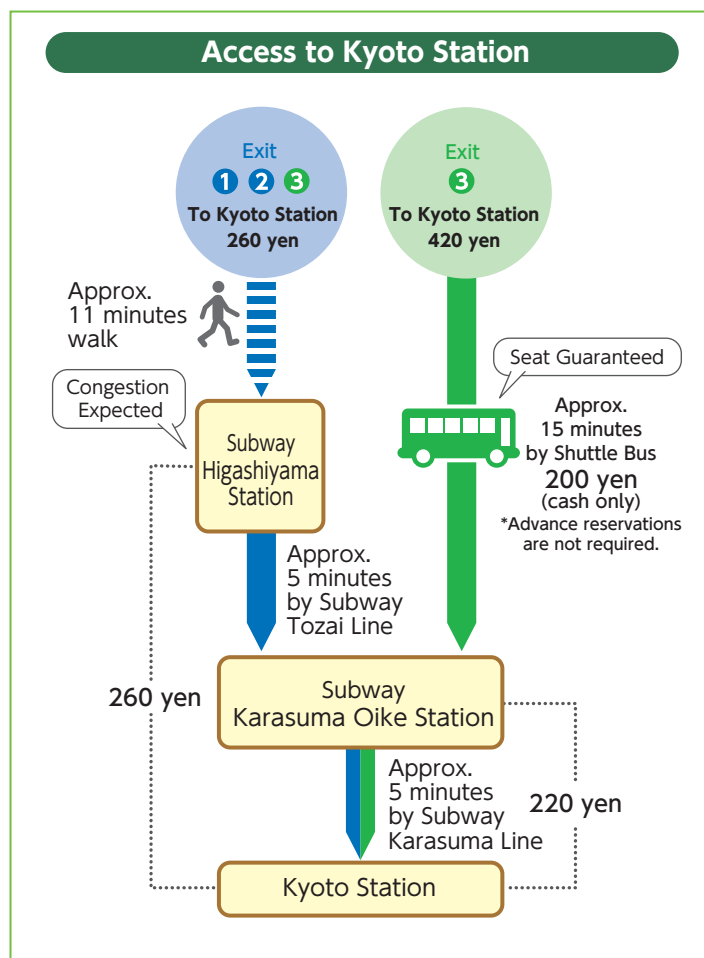 Access to Kyoto Station
Exit
1 2 3
To Kyoto Station
260 yen
Exit
3
To Kyoto Station
420 yen
Approx.
11 minutes
walk
Congestion
Expected
Subway
Higashiyama
Station
Seat Guaranteed
Approx.
15 minutes
by Shuttle Bus
200 yen
(cash only)
*Advance reservations
are not required.
Approx.
5 minutes
by Subway
Tozai Line
260 yen
Subway
Karasuma Oike Station
Approx.
5 minutes
by Subway
Karasuma Line
220 yen
Kyoto Station